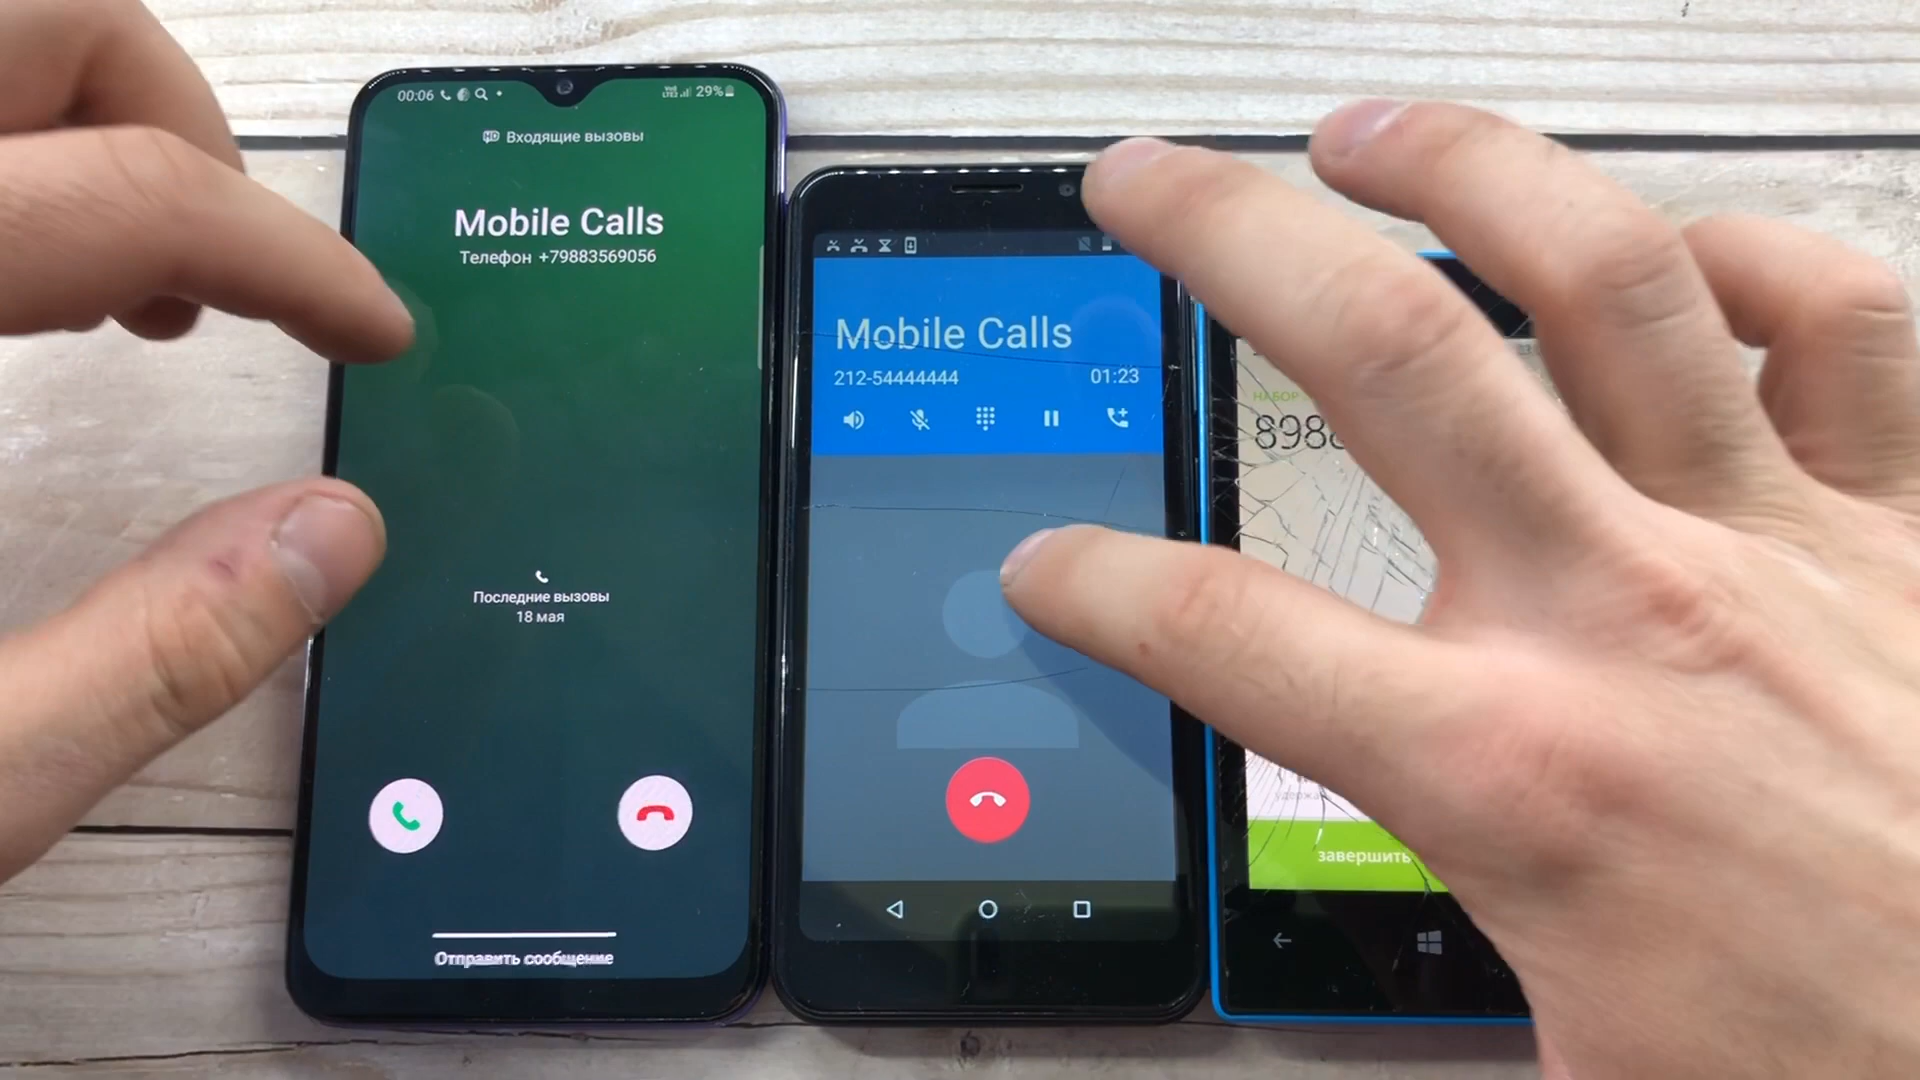 00:06
29%
Входящие вызовы
Mobile Calls
Телефон +79883569056
Последние вызовы
18 мая
Отправить сообщение
Mobile Calls
212-54444444 01:23
НАБОР
898
завершить